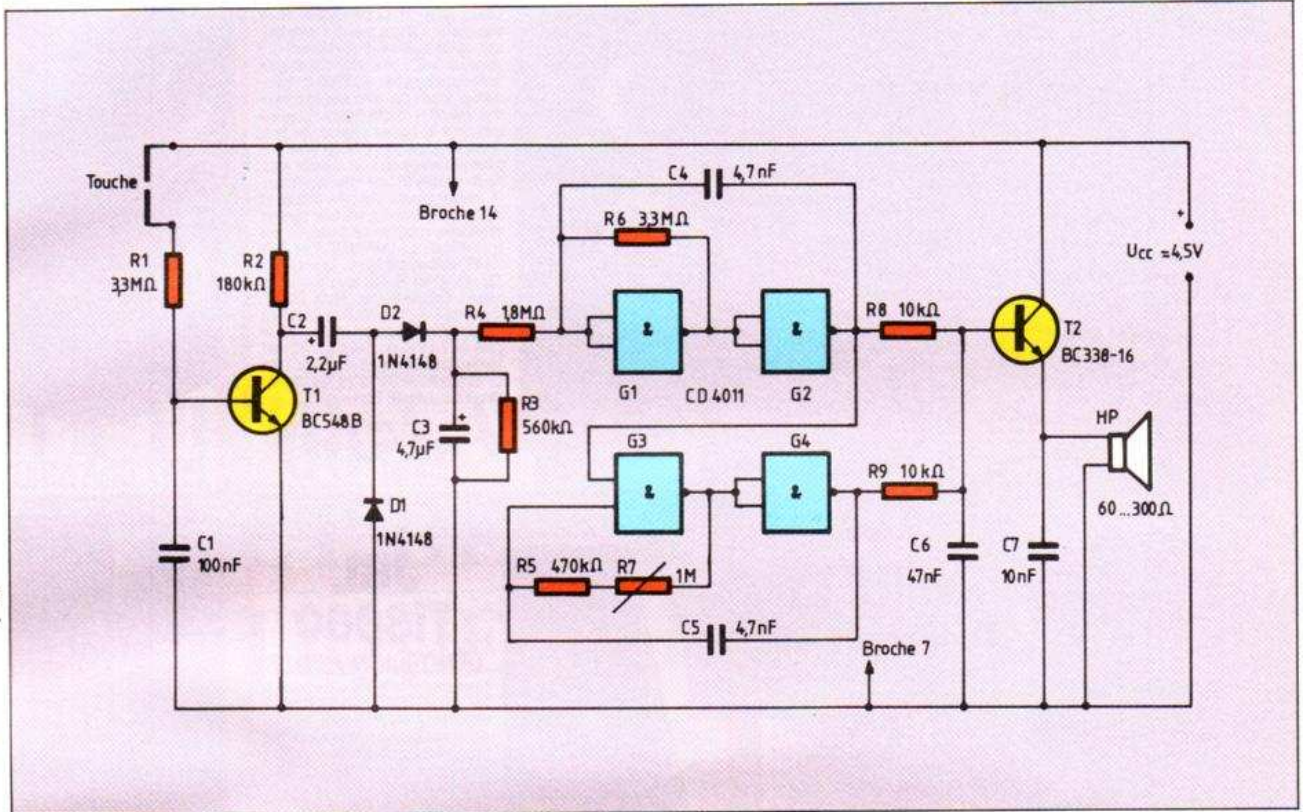 Touche
Broche 14
C4
4,7nF
R6 3,3MΩ
+
Ucc = 4,5V
R1
3,3MΩ
R2
180kΩ
C2
+
2,2µF
D2
1N4148
R4 1,8MΩ
&
&
G1
CD 4011
G2
R8 10kΩ
T2
BC338-16
T1
BC548B
C3
4,7µF
+
R3
560kΩ
G3
&
G4
&
R9 10kΩ
HP
60...300Ω
D1
1N4148
C1
100nF
R5 470kΩ
R7
1M
C6
47nF
C7
10nF
C5
4,7nF
Broche 7